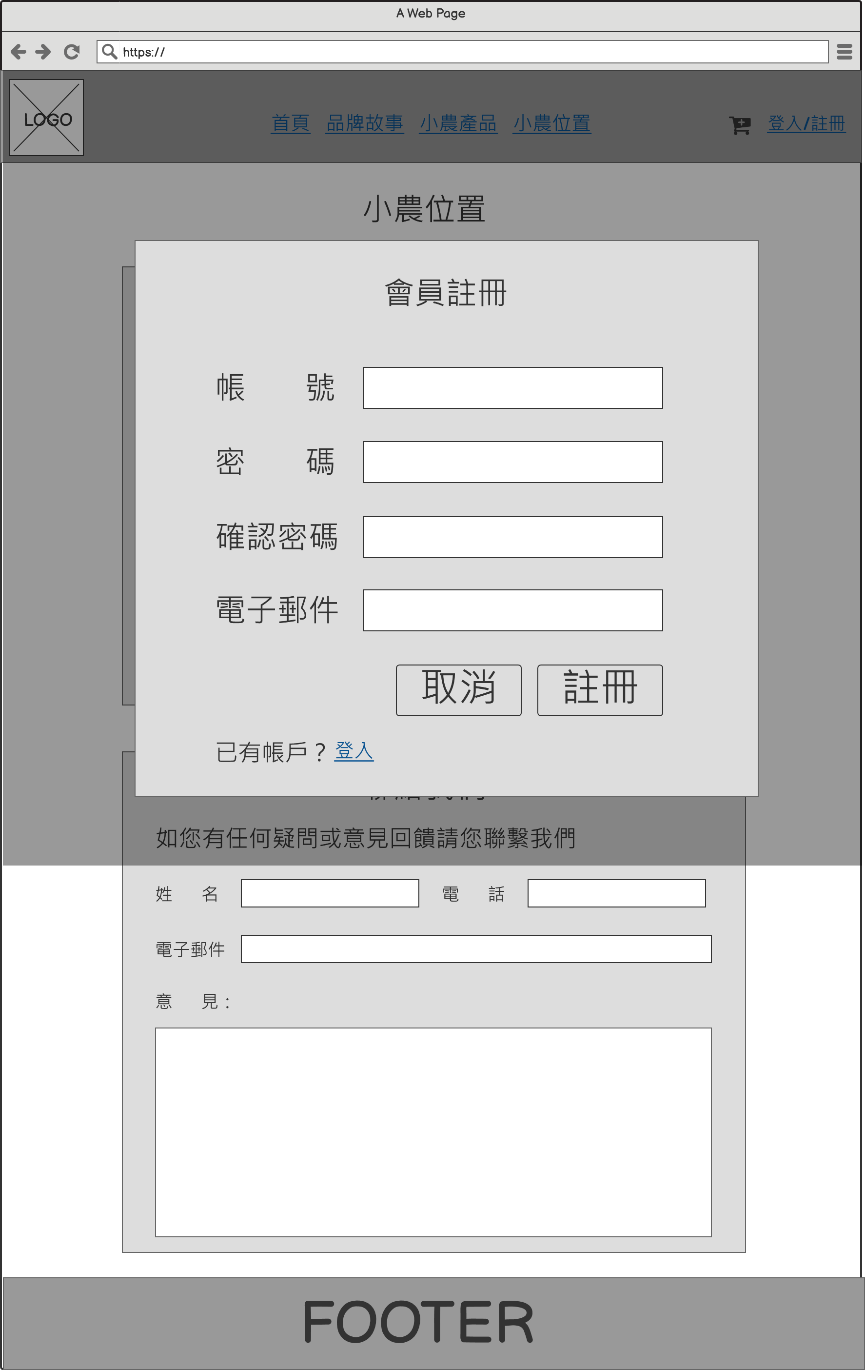 A Web Page
https://
LOGO
首頁 品牌故事 小農產品 小農位置 登入/註冊
小農位置
會員註冊
帳 號
密 碼
確認密碼
電子郵件
取消 註冊
已有帳戶？登入
如您有任何疑問或意見回饋請您聯繫我們
姓 名 電 話
電子郵件
意 見：
FOOTER